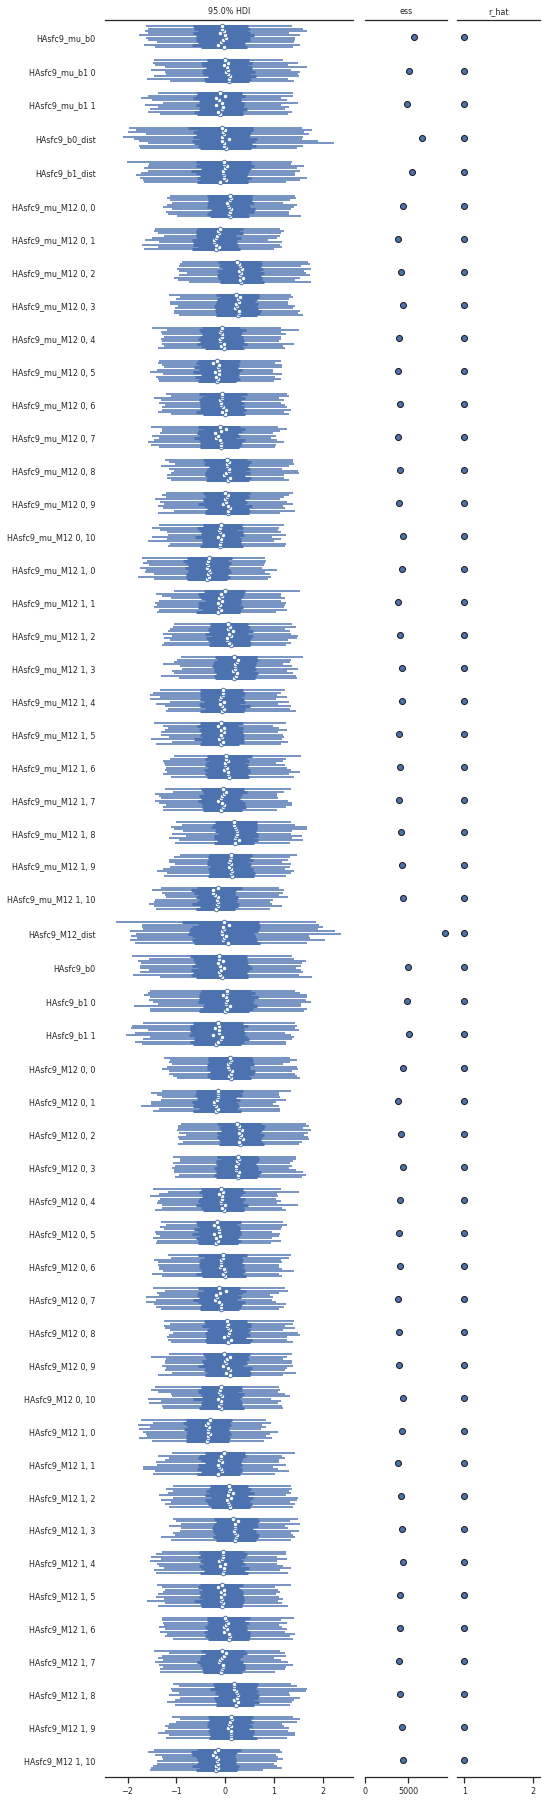 95.0% HDI ess r_hat
HAsfc9_mu_b0
HAsfc9_mu_b1 0
HAsfc9_mu_b1 1
HAsfc9_b0_dist
HAsfc9_b1_dist
HAsfc9_mu_M12 0, 0
HAsfc9_mu_M12 0, 1
HAsfc9_mu_M12 0, 2
HAsfc9_mu_M12 0, 3
HAsfc9_mu_M12 0, 4
HAsfc9_mu_M12 0, 5
HAsfc9_mu_M12 0, 6
HAsfc9_mu_M12 0, 7
HAsfc9_mu_M12 0, 8
HAsfc9_mu_M12 0, 9
HAsfc9_mu_M12 0, 10
HAsfc9_mu_M12 1, 0
HAsfc9_mu_M12 1, 1
HAsfc9_mu_M12 1, 2
HAsfc9_mu_M12 1, 3
HAsfc9_mu_M12 1, 4
HAsfc9_mu_M12 1, 5
HAsfc9_mu_M12 1, 6
HAsfc9_mu_M12 1, 7
HAsfc9_mu_M12 1, 8
HAsfc9_mu_M12 1, 9
HAsfc9_mu_M12 1, 10
HAsfc9_M12_dist
HAsfc9_b0
HAsfc9_b1 0
HAsfc9_b1 1
HAsfc9_M12 0, 0
HAsfc9_M12 0, 1
HAsfc9_M12 0, 2
HAsfc9_M12 0, 3
HAsfc9_M12 0, 4
HAsfc9_M12 0, 5
HAsfc9_M12 0, 6
HAsfc9_M12 0, 7
HAsfc9_M12 0, 8
HAsfc9_M12 0, 9
HAsfc9_M12 0, 10
HAsfc9_M12 1, 0
HAsfc9_M12 1, 1
HAsfc9_M12 1, 2
HAsfc9_M12 1, 3
HAsfc9_M12 1, 4
HAsfc9_M12 1, 5
HAsfc9_M12 1, 6
HAsfc9_M12 1, 7
HAsfc9_M12 1, 8
HAsfc9_M12 1, 9
HAsfc9_M12 1, 10
−2 −1 0 1 2 0 5000 1 2